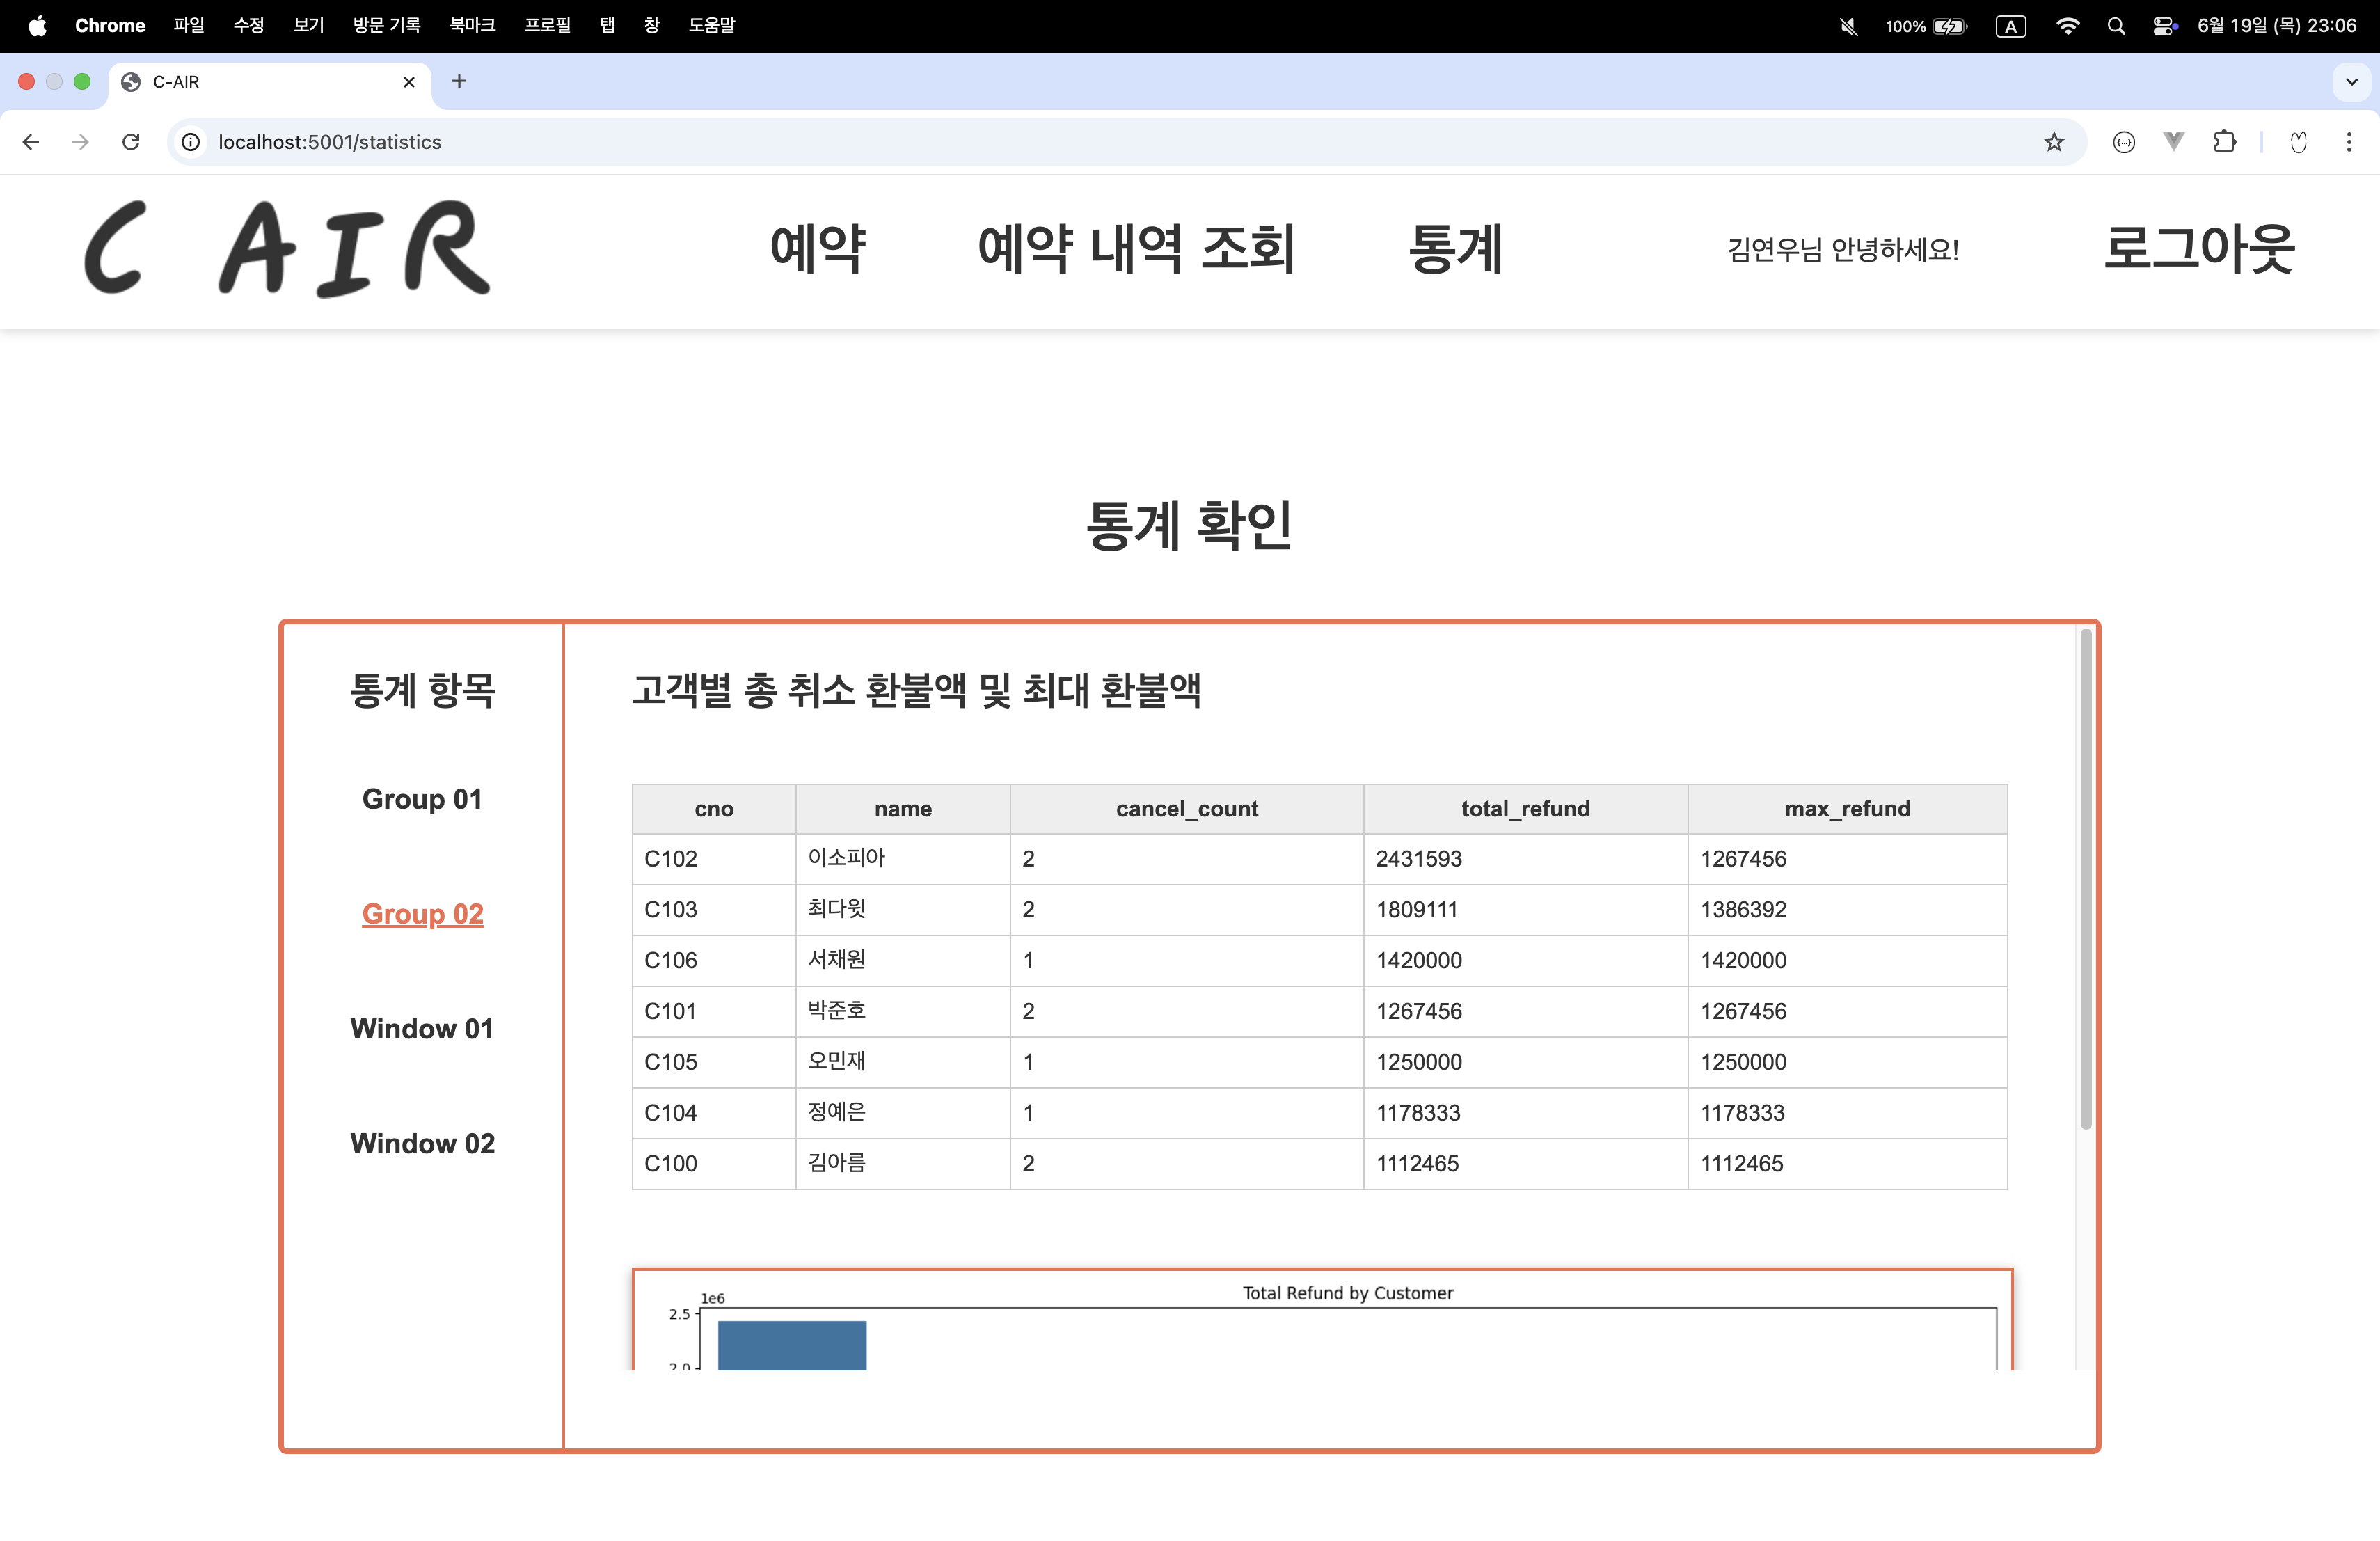 Chrome 파일 수정 보기 방문 기록 북마크 프로필 탭 창 도움말 100% A 6월 19일 (목) 23:06
C-AIR
localhost:5001/statistics
C AIR 예약 예약 내역 조회 통계 김연우님 안녕하세요! 로그아웃
통계 확인
통계 항목
Group 01
Group 02
Window 01
Window 02
고객별 총 취소 환불액 및 최대 환불액
cno name cancel_count total_refund max_refund
C102 이소피아 2 2431593 1267456
C103 최다윗 2 1809111 1386392
C106 서채원 1 1420000 1420000
C101 박준호 2 1267456 1267456
C105 오민재 1 1250000 1250000
C104 정예은 1 1178333 1178333
C100 김아름 2 1112465 1112465
Total Refund by Customer
1e6
2.5
2.0